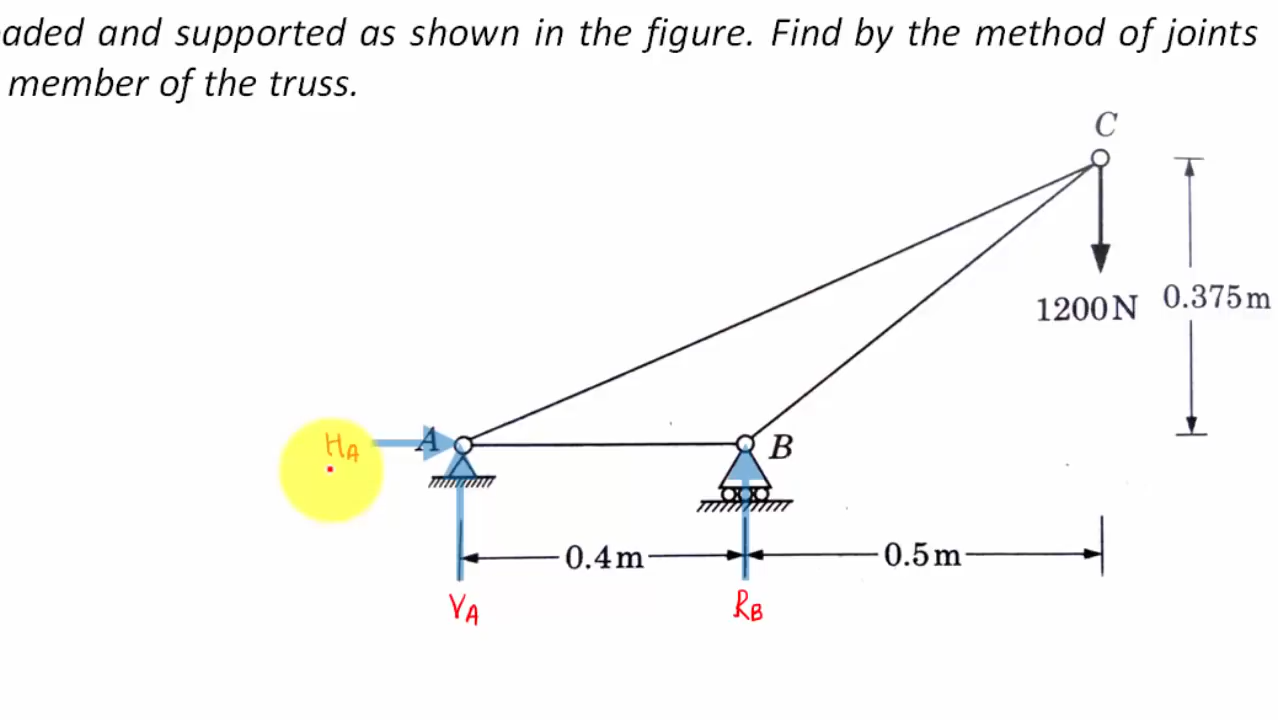 aded and supported as shown in the figure. Find by the method of joints
member of the truss.
C
1200N 0.375m
HA A B
0.4m 0.5m
VA RB